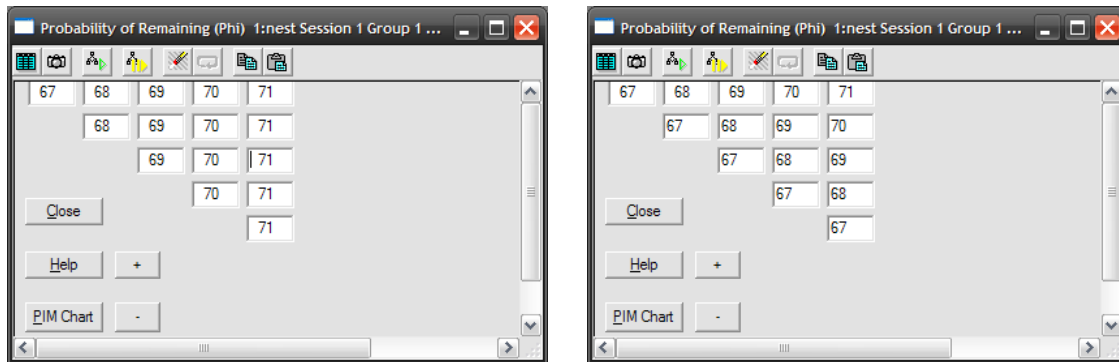 Probability of Remaining (Phi) 1:nest Session 1 Group 1 ...
67 68 69 70 71
68 69 70 71
69 70 71
70 71
71
Close
Help +
PIM Chart -
Probability of Remaining (Phi) 1:nest Session 1 Group 1 ...
67 68 69 70 71
67 68 69 70
67 68 69
67 68
67
Close
Help +
PIM Chart -